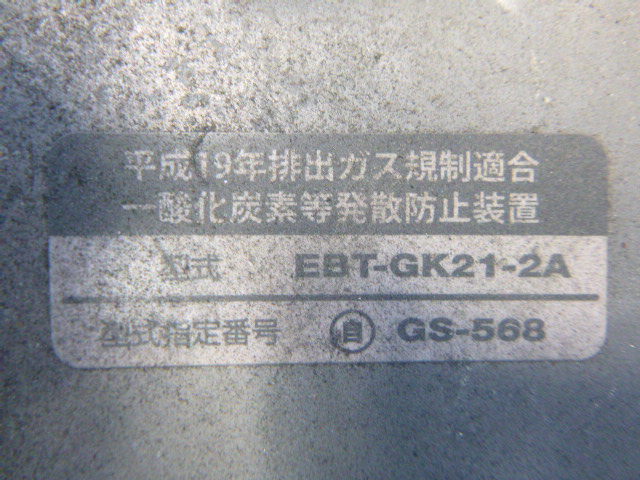 平成19年排出ガス規制適合
一酸化炭素等発散防止装置
型式 EBT-GK21-2A
型式指定番号 自 GS-568